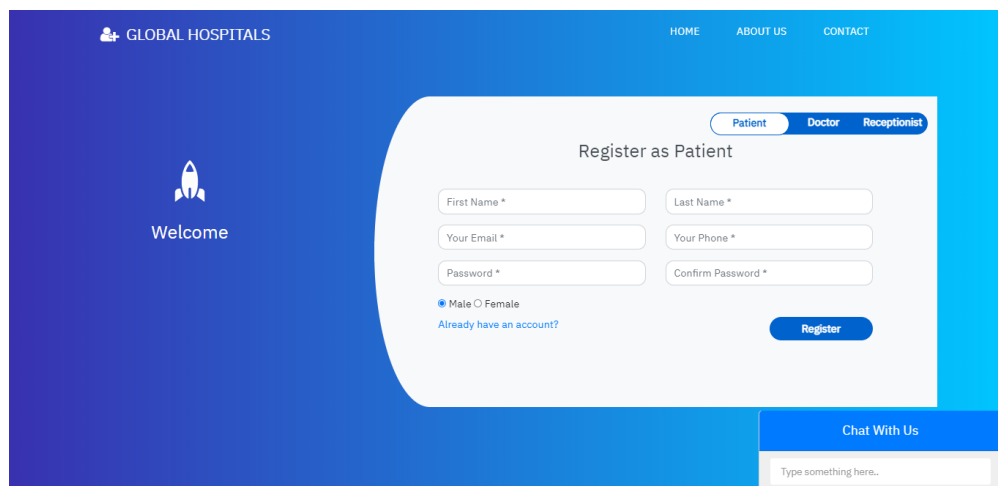 GLOBAL HOSPITALS HOME ABOUT US CONTACT
Patient Doctor Receptionist
Register as Patient
First Name * Last Name *
Welcome
Your Email * Your Phone *
Password * Confirm Password *
Male Female
Already have an account?
Register
Chat With Us
Type something here..